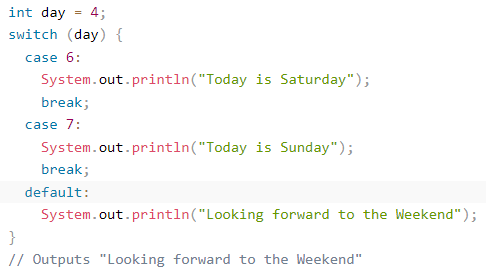 int day = 4;
switch (day) {
  case 6:
    System.out.println("Today is Saturday");
    break;
  case 7:
    System.out.println("Today is Sunday");
    break;
  default:
    System.out.println("Looking forward to the Weekend");
}
// Outputs "Looking forward to the Weekend"